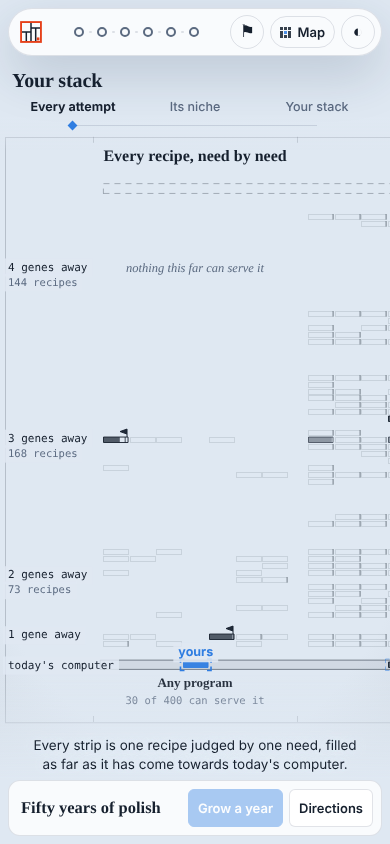 Map
Your stack
Every attempt
Its niche
Your stack
Every recipe, need by need
4 genes away
144 recipes
nothing this far can serve it
3 genes away
168 recipes
2 genes away
73 recipes
1 gene away
yours
today's computer
Any program
30 of 400 can serve it
Every strip is one recipe judged by one need, filled
as far as it has come towards today's computer.
Fifty years of polish
Grow a year
Directions